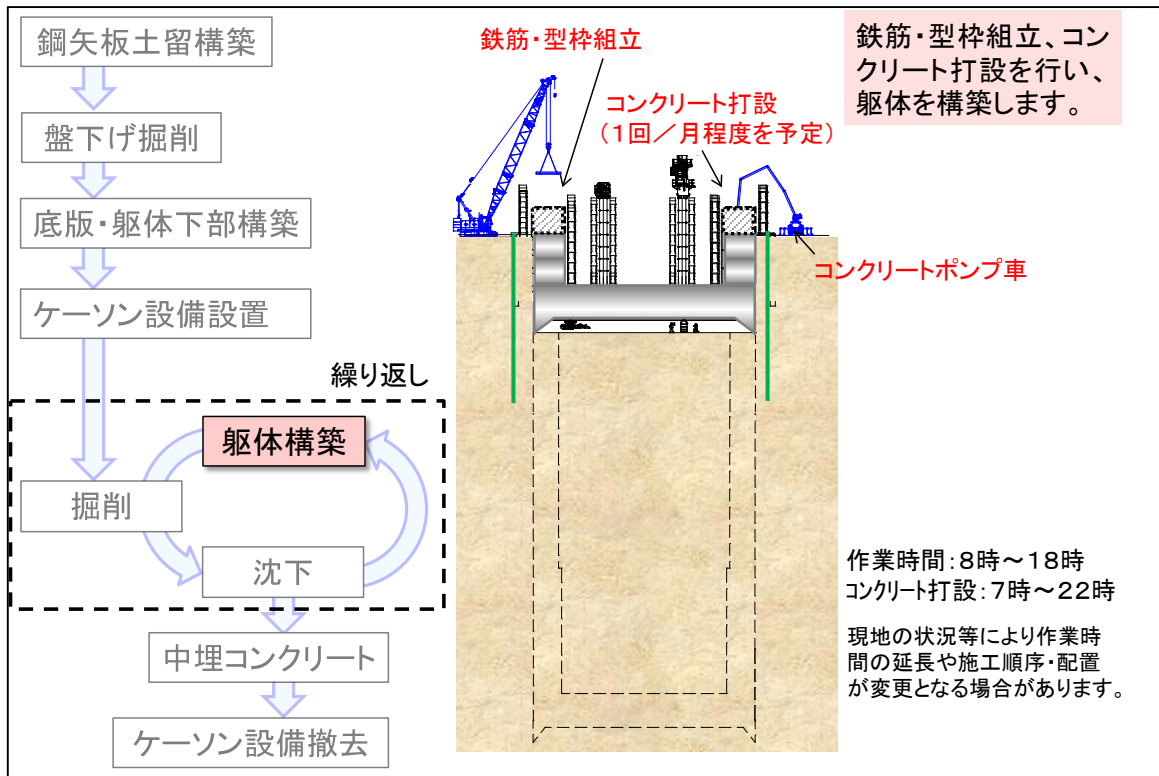 鋼矢板土留構築
盤下げ掘削
底版・躯体下部構築
ケーソン設備設置
繰り返し
躯体構築
掘削
沈下
中埋コンクリート
ケーソン設備撤去
鉄筋・型枠組立
コンクリート打設
(1回/月程度を予定)
コンクリートポンプ車
鉄筋・型枠組立、コン
クリート打設を行い、
躯体を構築します。
作業時間:8時~18時
コンクリート打設:7時~22時
現地の状況等により作業時
間の延長や施工順序・配置
が変更となる場合があります。